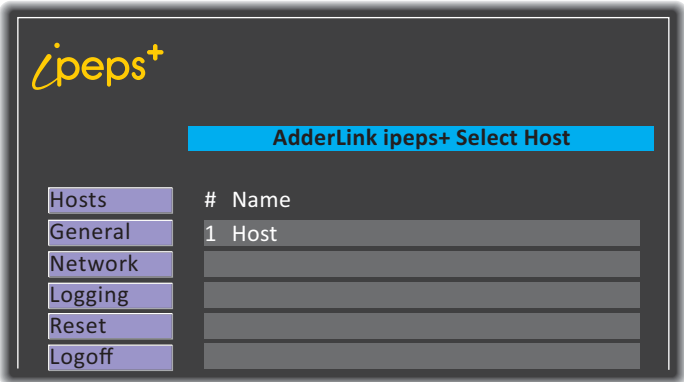 ipeps+
AdderLink ipeps+ Select Host
Hosts
# Name
General
1 Host
Network
Logging
Reset
Logoff